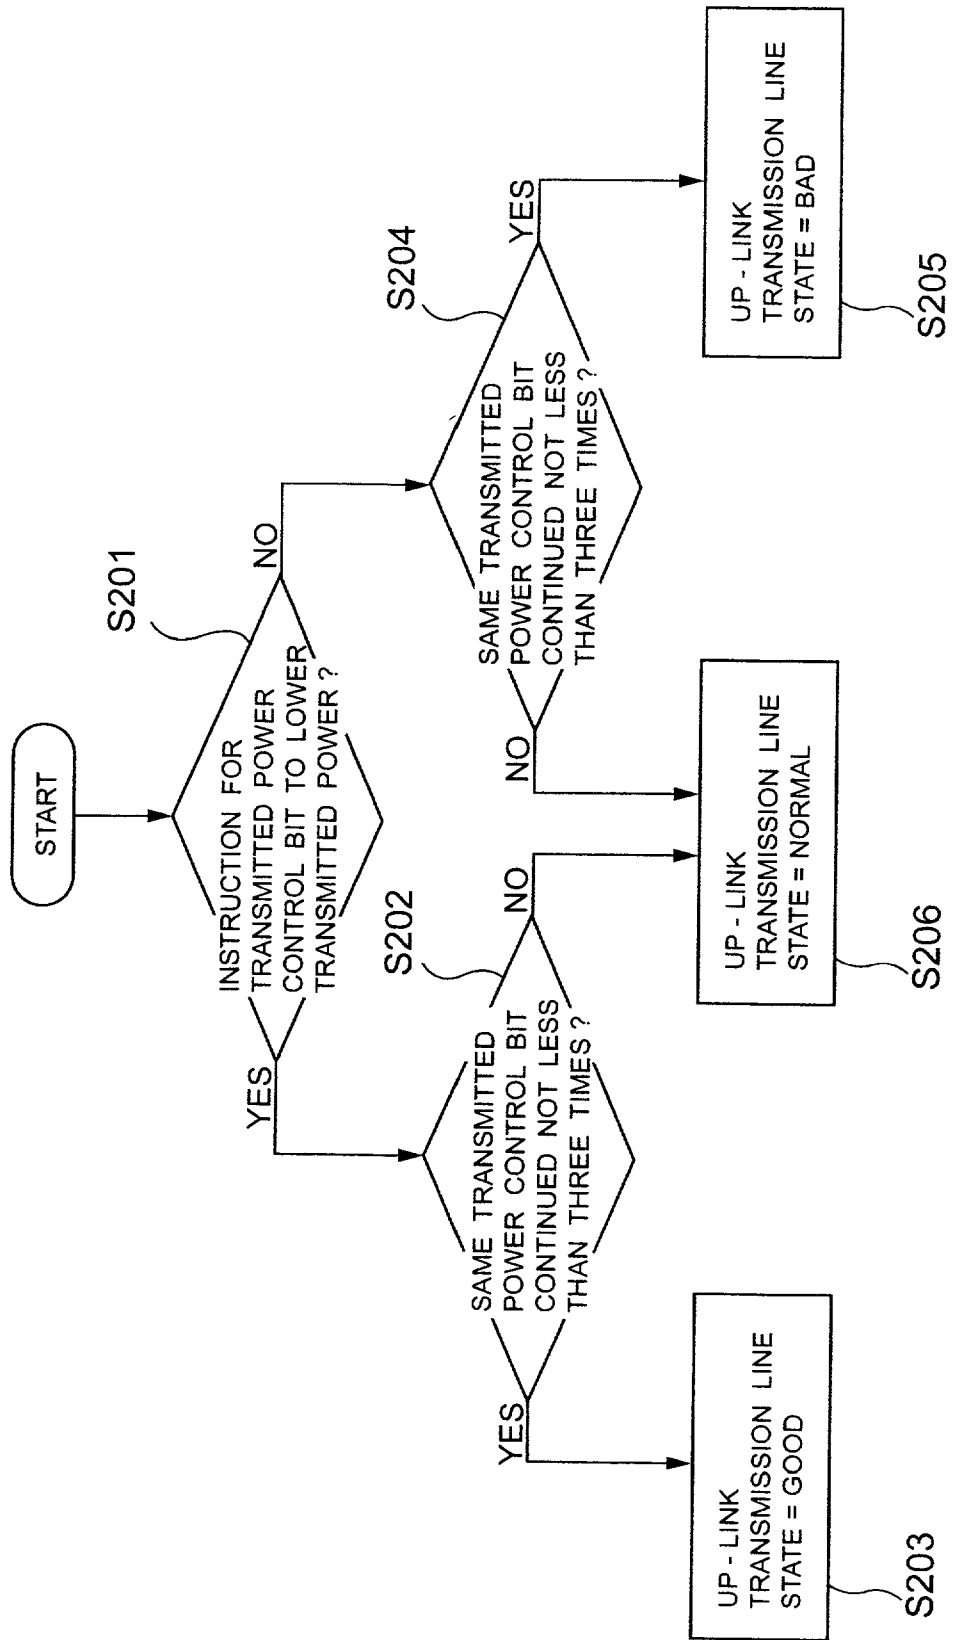 START
S201
INSTRUCTION FOR
TRANSMITTED POWER
CONTROL BIT TO LOWER
TRANSMITTED POWER?
YES
NO
S202
SAME TRANSMITTED
POWER CONTROL BIT
CONTINUED NOT LESS
THAN THREE TIMES?
YES
NO
S204
SAME TRANSMITTED
POWER CONTROL BIT
CONTINUED NOT LESS
THAN THREE TIMES?
NO
YES
UP - LINK
TRANSMISSION LINE
STATE = GOOD
S203
UP - LINK
TRANSMISSION LINE
STATE = NORMAL
S206
UP - LINK
TRANSMISSION LINE
STATE = BAD
S205